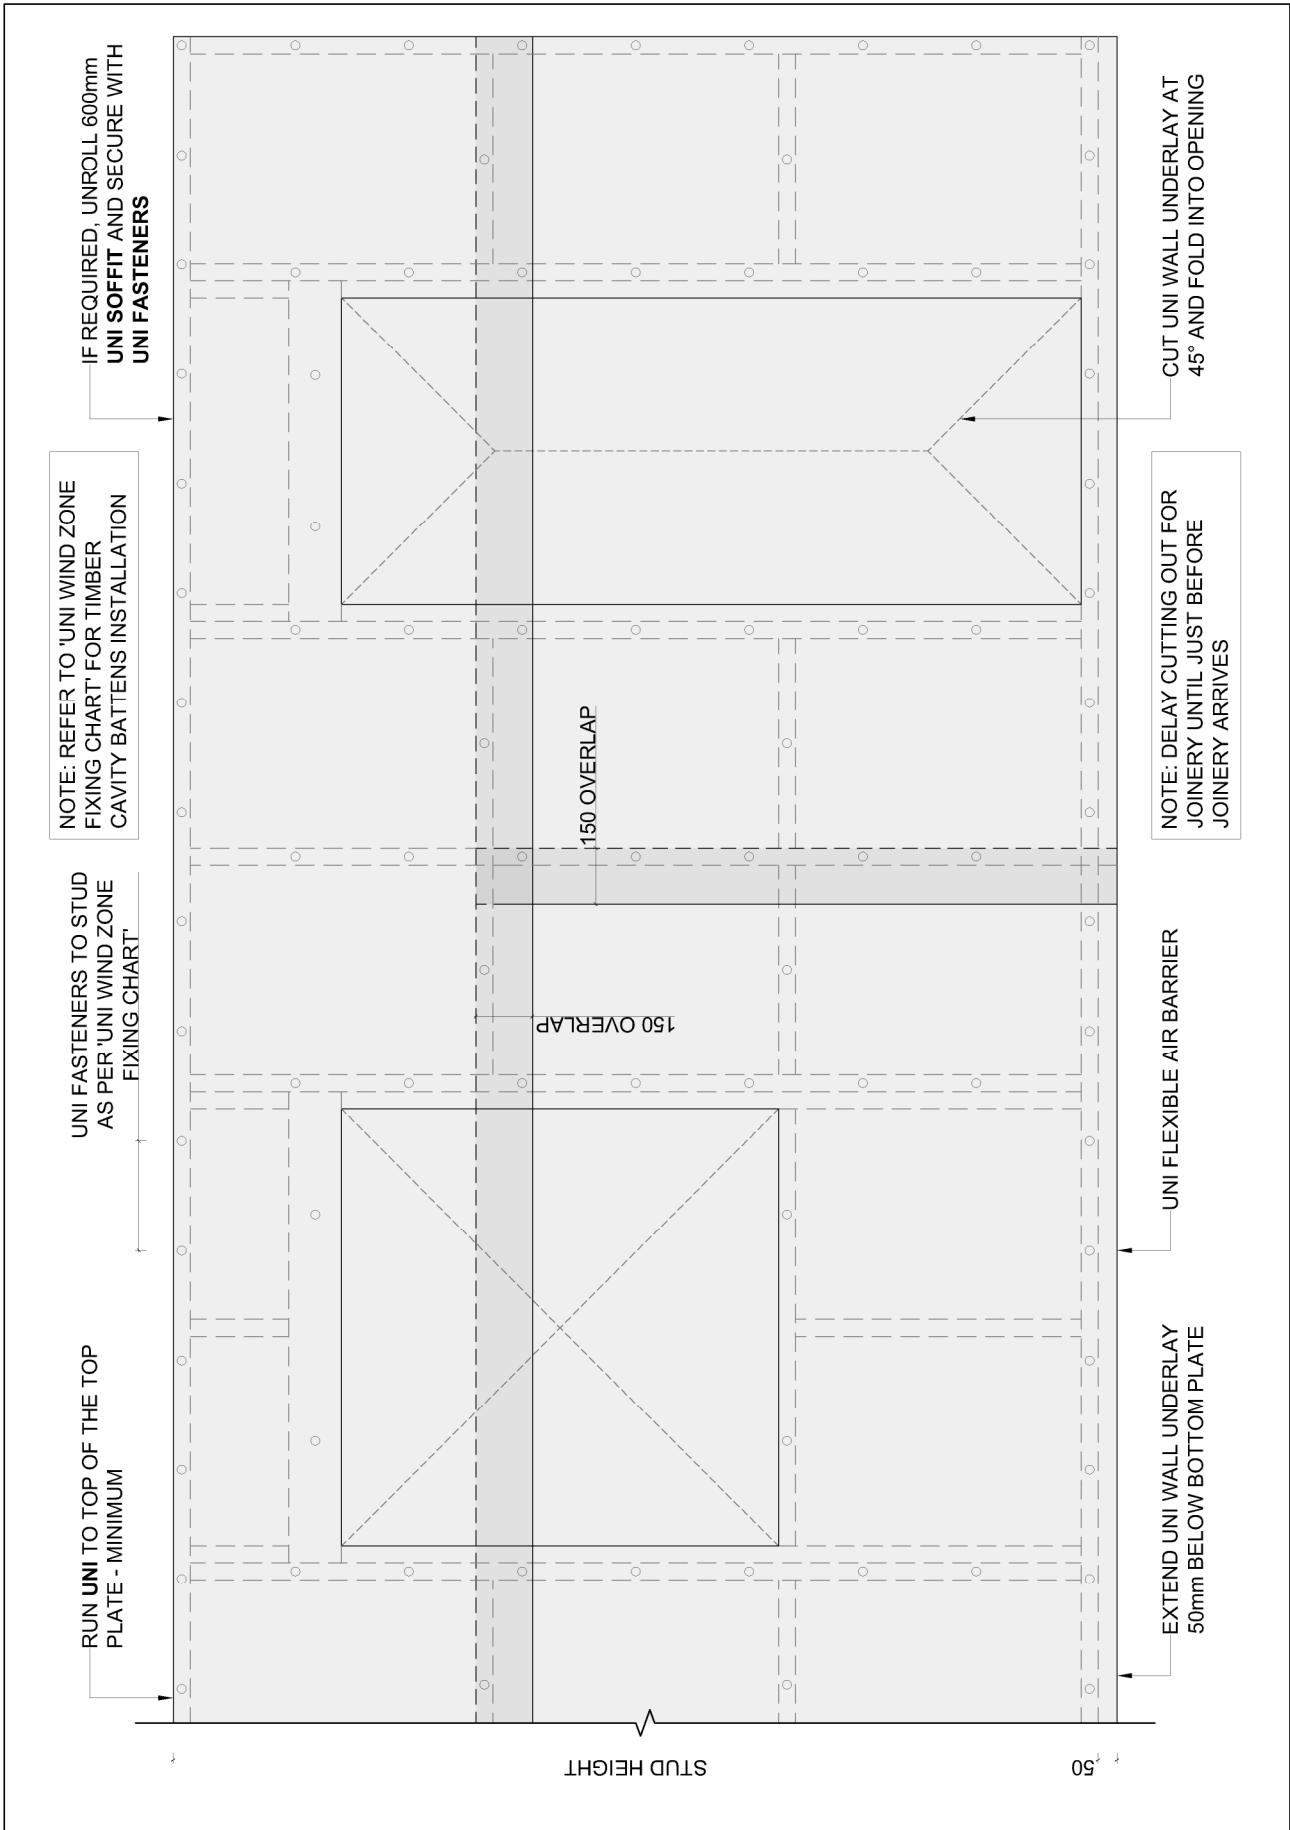 RUN UNI TO TOP OF THE TOP
PLATE - MINIMUM
UNI FASTENERS TO STUD
AS PER 'UNI WIND ZONE
FIXING CHART'
NOTE: REFER TO 'UNI WIND ZONE
FIXING CHART' FOR TIMBER
CAVITY BATTENS INSTALLATION
IF REQUIRED, UNROLL 600mm
UNI SOFFIT AND SECURE WITH
UNI FASTENERS
STUD HEIGHT
150 OVERLAP
150 OVERLAP
50
EXTEND UNI WALL UNDERLAY
50mm BELOW BOTTOM PLATE
UNI FLEXIBLE AIR BARRIER
NOTE: DELAY CUTTING OUT FOR
JOINERY UNTIL JUST BEFORE
JOINERY ARRIVES
CUT UNI WALL UNDERLAY AT
45° AND FOLD INTO OPENING